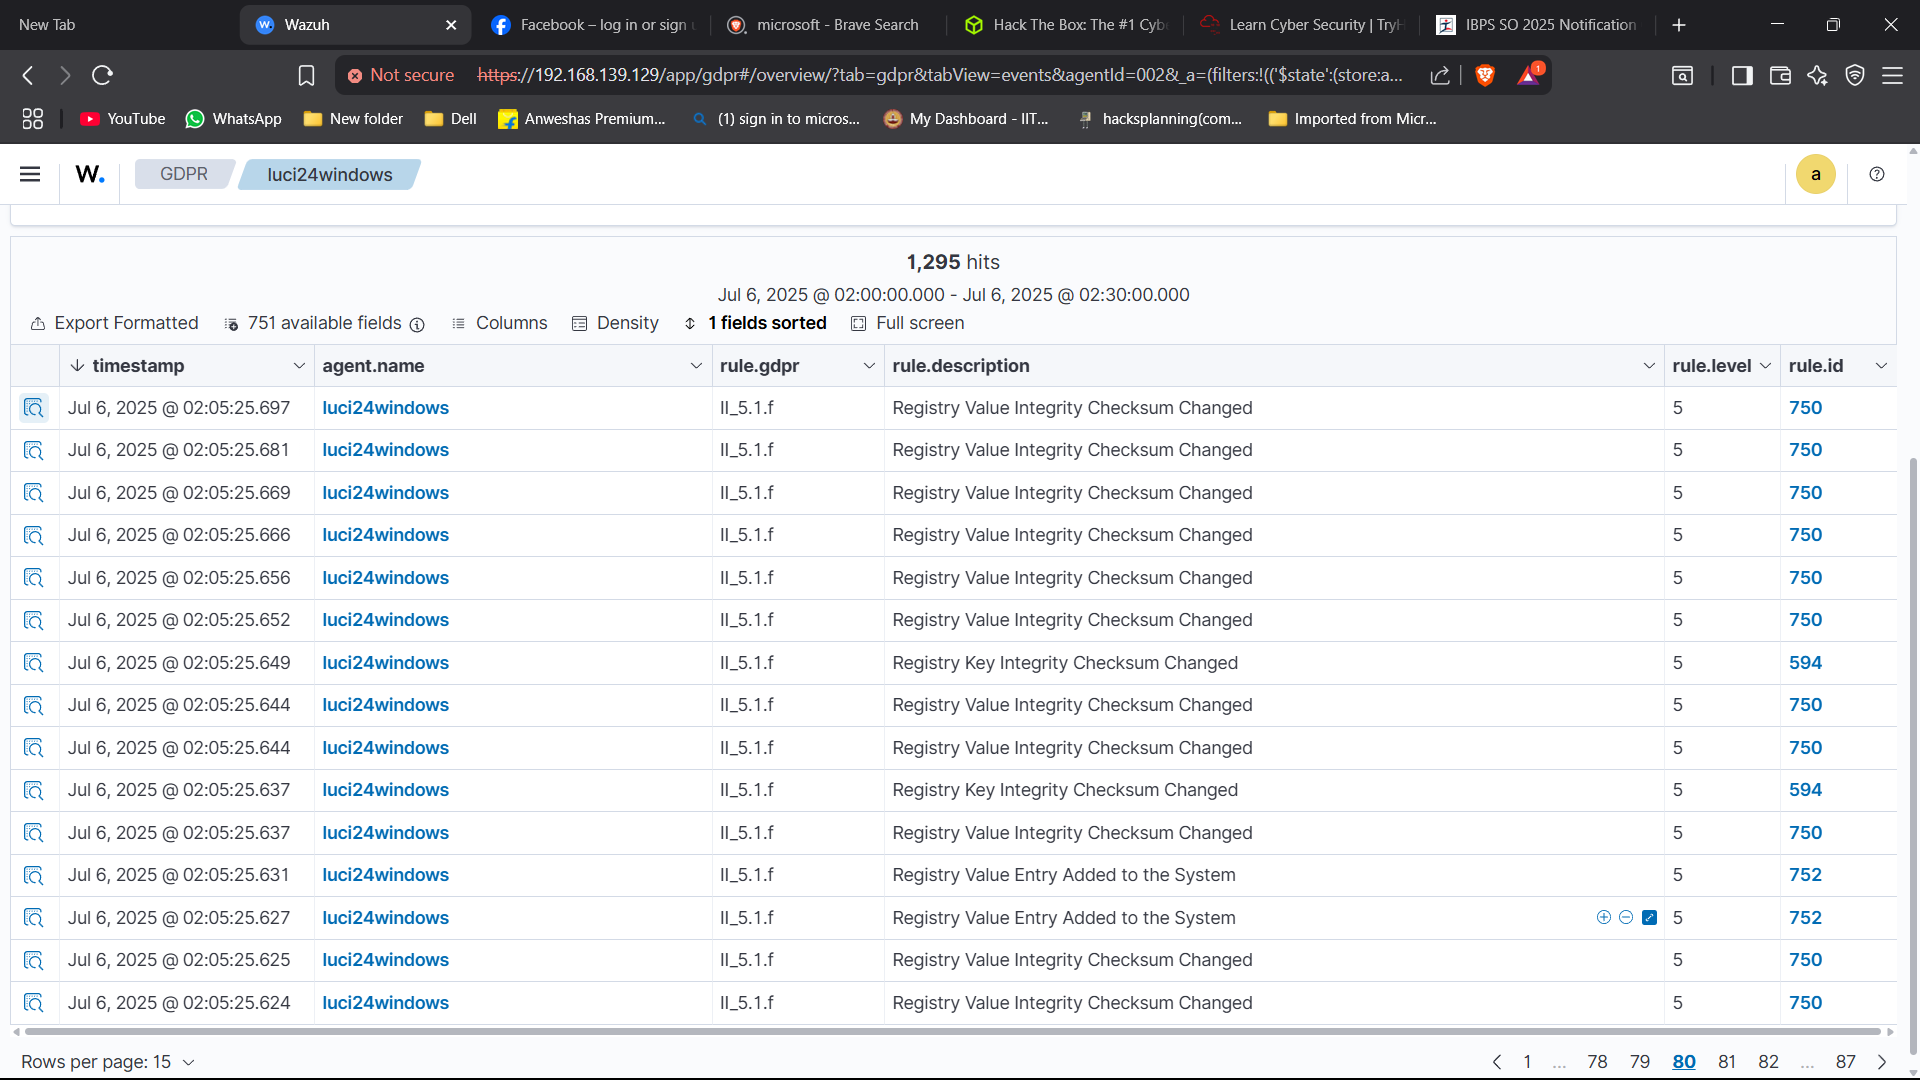 New Tab
Wazuh
Facebook – log in or sign
microsoft - Brave Search
Hack The Box: The #1 Cyb
Learn Cyber Security | TryH
IBPS SO 2025 Notification
Not secure https://192.168.139.129/app/gdpr#/overview/?tab=gdpr&tabView=events&agentId=002&_a=(filters:!(('$state':(store:a...
1
YouTube WhatsApp New folder Dell Anweshas Premium... (1) sign in to micros... My Dashboard - IIT... hacksplanning(com... Imported from Micr...
W. GDPR luci24windows a
1,295 hits
Jul 6, 2025 @ 02:00:00.000 - Jul 6, 2025 @ 02:30:00.000
Export Formatted 751 available fields Columns Density 1 fields sorted Full screen
timestamp agent.name rule.gdpr rule.description rule.level rule.id
Jul 6, 2025 @ 02:05:25.697 luci24windows II_5.1.f Registry Value Integrity Checksum Changed 5 750
Jul 6, 2025 @ 02:05:25.681 luci24windows II_5.1.f Registry Value Integrity Checksum Changed 5 750
Jul 6, 2025 @ 02:05:25.669 luci24windows II_5.1.f Registry Value Integrity Checksum Changed 5 750
Jul 6, 2025 @ 02:05:25.666 luci24windows II_5.1.f Registry Value Integrity Checksum Changed 5 750
Jul 6, 2025 @ 02:05:25.656 luci24windows II_5.1.f Registry Value Integrity Checksum Changed 5 750
Jul 6, 2025 @ 02:05:25.652 luci24windows II_5.1.f Registry Value Integrity Checksum Changed 5 750
Jul 6, 2025 @ 02:05:25.649 luci24windows II_5.1.f Registry Key Integrity Checksum Changed 5 594
Jul 6, 2025 @ 02:05:25.644 luci24windows II_5.1.f Registry Value Integrity Checksum Changed 5 750
Jul 6, 2025 @ 02:05:25.644 luci24windows II_5.1.f Registry Value Integrity Checksum Changed 5 750
Jul 6, 2025 @ 02:05:25.637 luci24windows II_5.1.f Registry Key Integrity Checksum Changed 5 594
Jul 6, 2025 @ 02:05:25.637 luci24windows II_5.1.f Registry Value Integrity Checksum Changed 5 750
Jul 6, 2025 @ 02:05:25.631 luci24windows II_5.1.f Registry Value Entry Added to the System 5 752
Jul 6, 2025 @ 02:05:25.627 luci24windows II_5.1.f Registry Value Entry Added to the System 5 752
Jul 6, 2025 @ 02:05:25.625 luci24windows II_5.1.f Registry Value Integrity Checksum Changed 5 750
Jul 6, 2025 @ 02:05:25.624 luci24windows II_5.1.f Registry Value Integrity Checksum Changed 5 750
Rows per page: 15 1 ... 78 79 80 81 82 ... 87